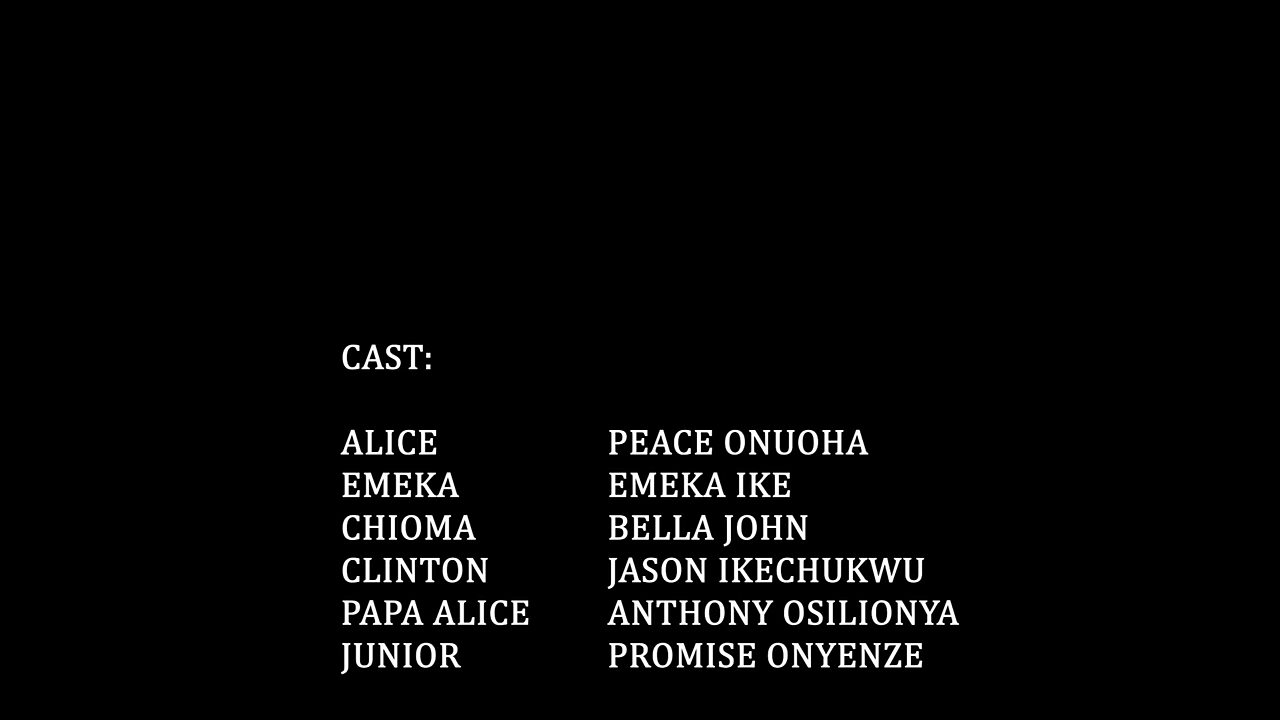 CAST:
ALICE PEACE ONUOHA
EMEKA EMEKA IKE
CHIOMA BELLA JOHN
CLINTON JASON IKECHUKWU
PAPA ALICE ANTHONY OSILIONYA
JUNIOR PROMISE ONYENZE